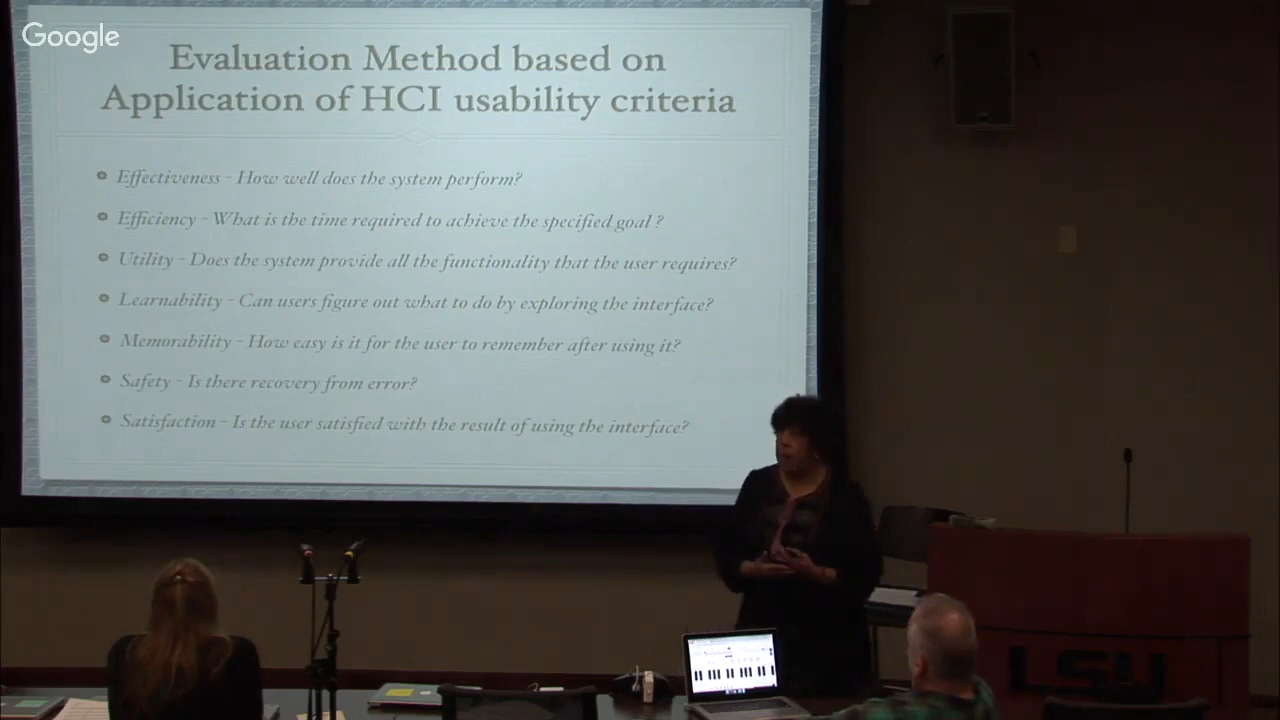 Google
Evaluation Method based on
Application of HCI usability criteria
Effectiveness - How well does the system perform?
Efficiency - What is the time required to achieve the specified goal ?
Utility - Does the system provide all the functionality that the user requires?
Learnability - Can users figure out what to do by exploring the interface?
Memorability - How easy is it for the user to remember after using it?
Safety - Is there recovery from error?
Satisfaction - Is the user satisfied with the result of using the interface?
LSU